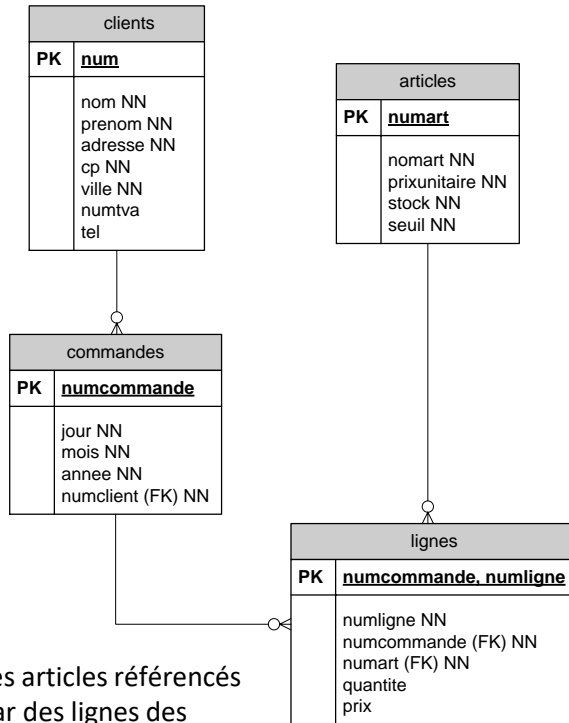 clients
PK num
nom NN
prenom NN
adresse NN
cp NN
ville NN
numtva
tel
articles
PK numart
nomart NN
prixunitaire NN
stock NN
seuil NN
commandes
PK numcommande
jour NN
mois NN
annee NN
numclient (FK) NN
lignes
PK numcommande, numligne
numligne NN
numcommande (FK) NN
numart (FK) NN
quantite
prix
es articles référencés
ar des lignes des